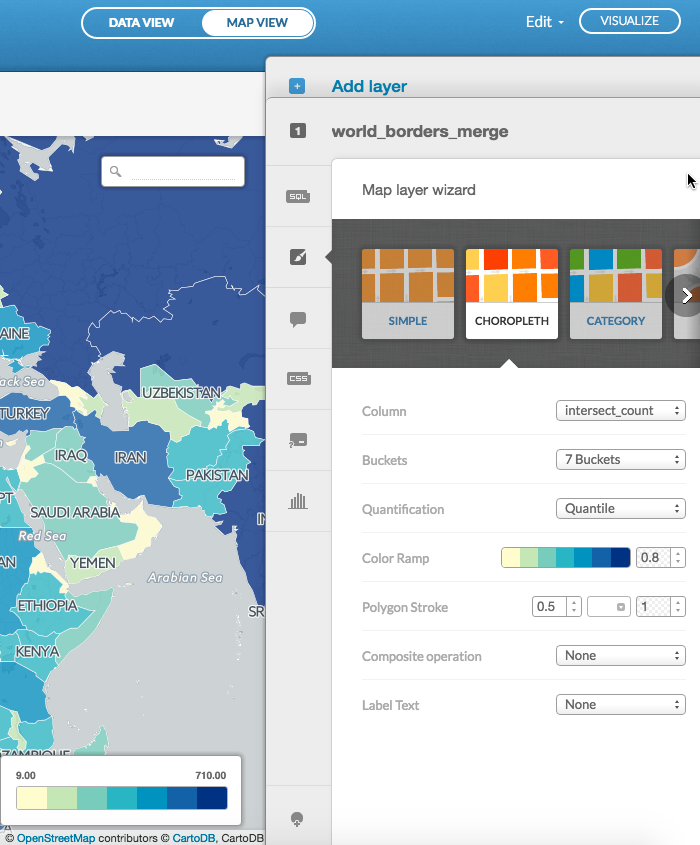 DATA VIEW
MAP VIEW
Edit
VISUALIZE
Add layer
1
world_borders_merge
SQL
Map layer wizard
SIMPLE
CHOROPLETH
CATEGORY
CSS
Column
intersect_count
Buckets
7 Buckets
Quantification
Quantile
Color Ramp
0.8
Polygon Stroke
0.5
1
Composite operation
None
Label Text
None
AINE
ack Sea
UZBEKISTAN
TURKEY
IRAQ
IRAN
PAKISTAN
PT
SAUDI ARABIA
IN
Red Sea
AN
YEMEN
Arabian Sea
ETHIOPIA
SR
KENYA
ZAMBIQUE
9.00
710.00
© OpenStreetMap contributors © CartoDB, CartoDB